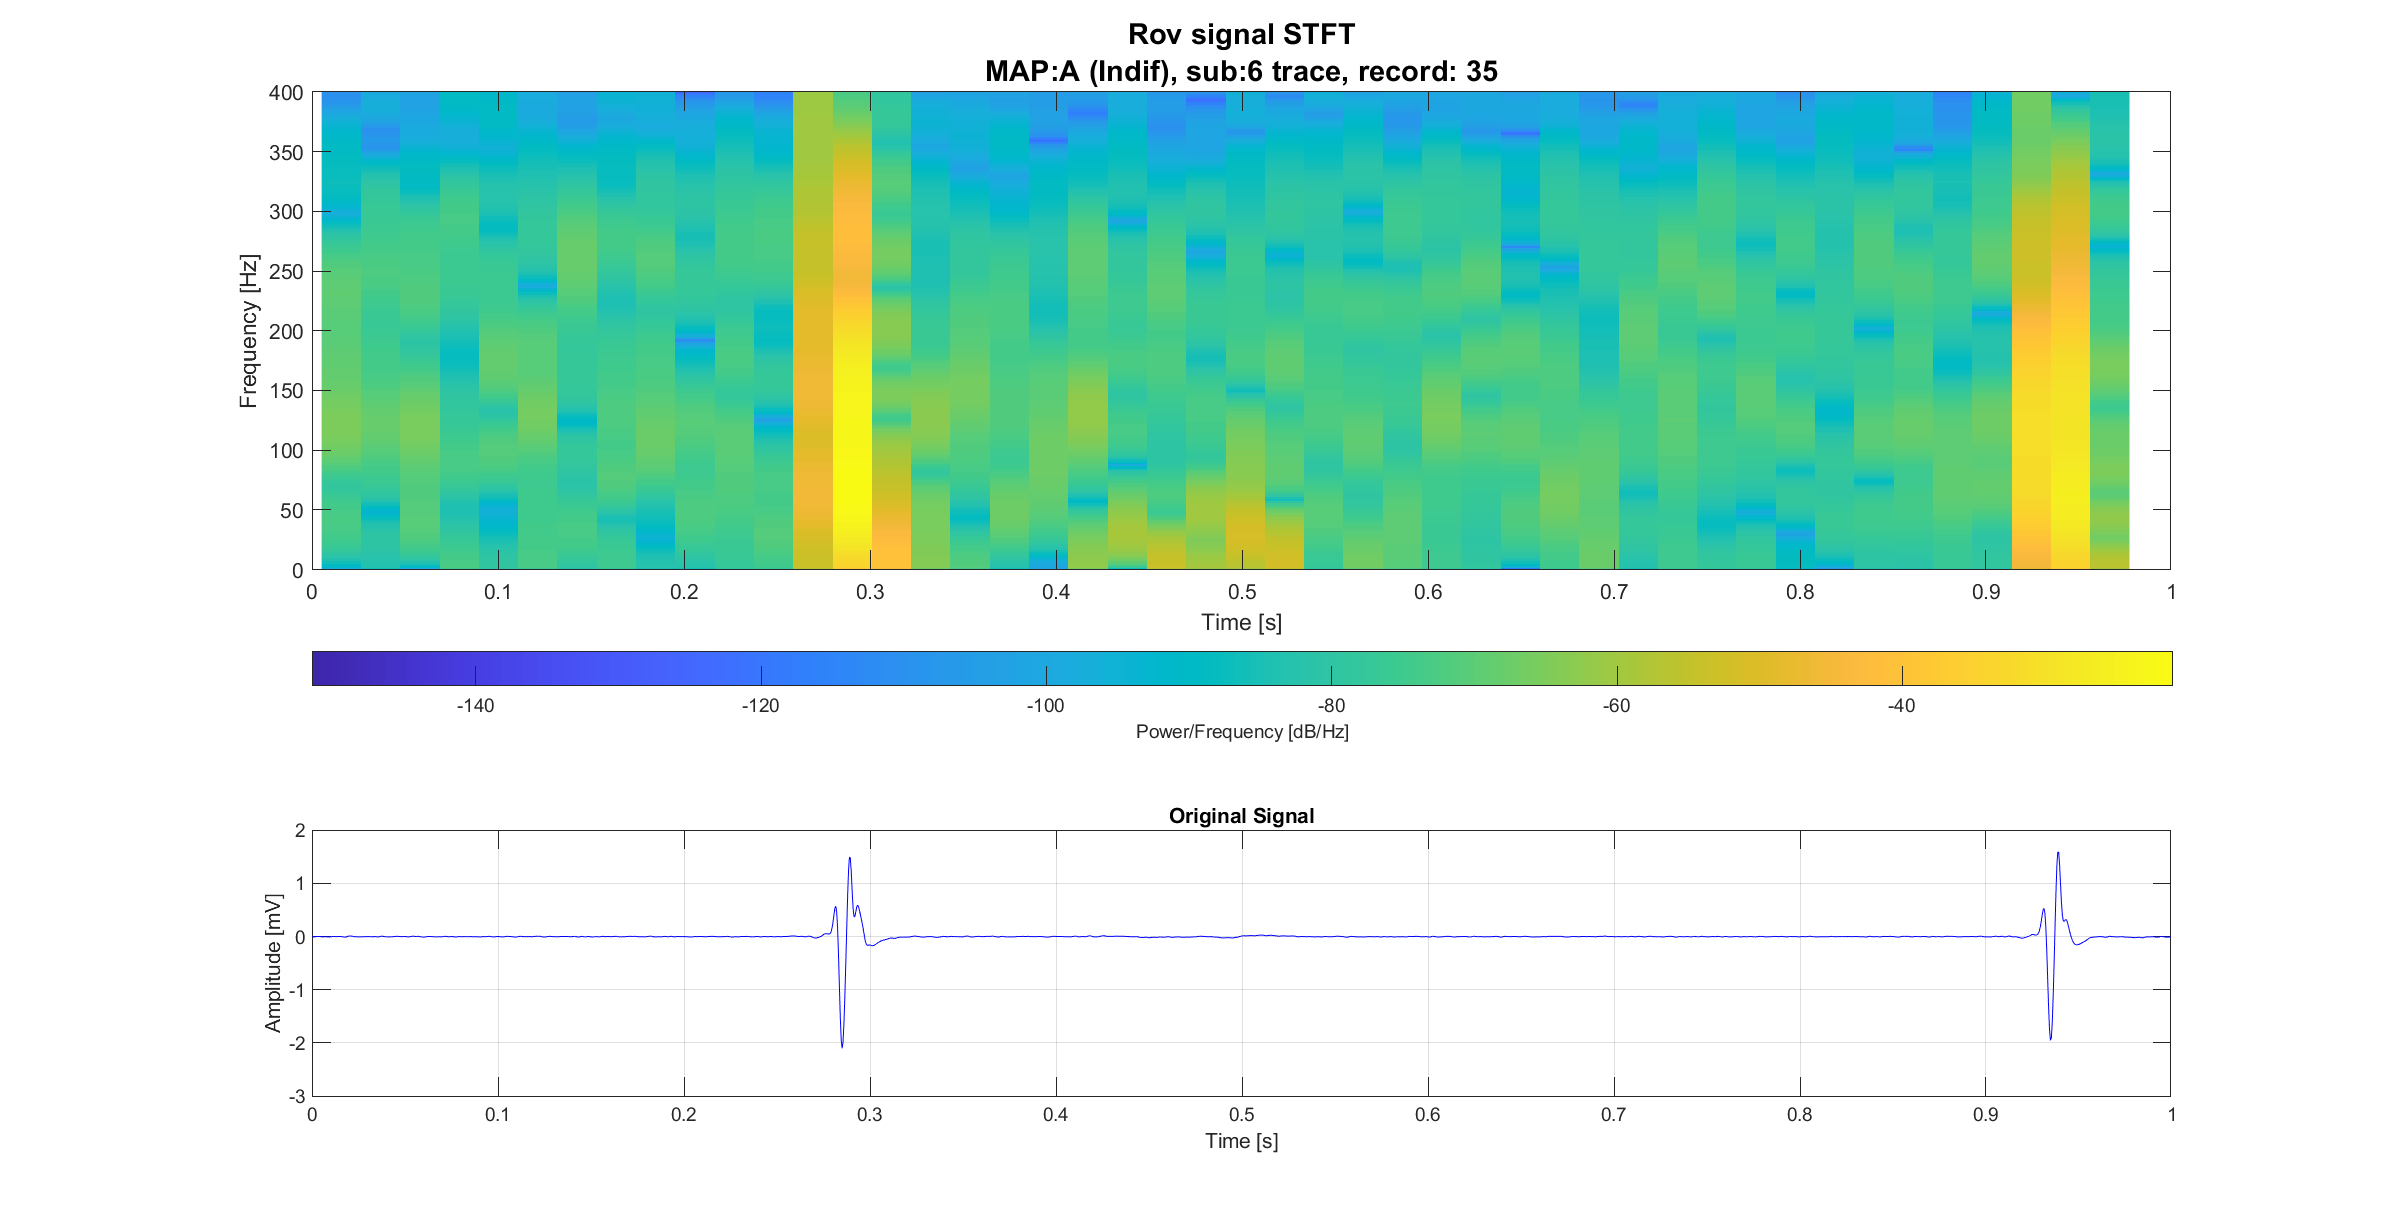 Rov signal STFT
MAP:A (Indif), sub:6 trace, record: 35
400
350
300
250
200
150
100
50
0
Frequency [Hz]
0 0.1 0.2 0.3 0.4 0.5 0.6 0.7 0.8 0.9 1
Time [s]
-140 -120 -100 -80 -60 -40
Power/Frequency [dB/Hz]
Original Signal
2
1
0
-1
-2
-3
Amplitude [mV]
0 0.1 0.2 0.3 0.4 0.5 0.6 0.7 0.8 0.9 1
Time [s]